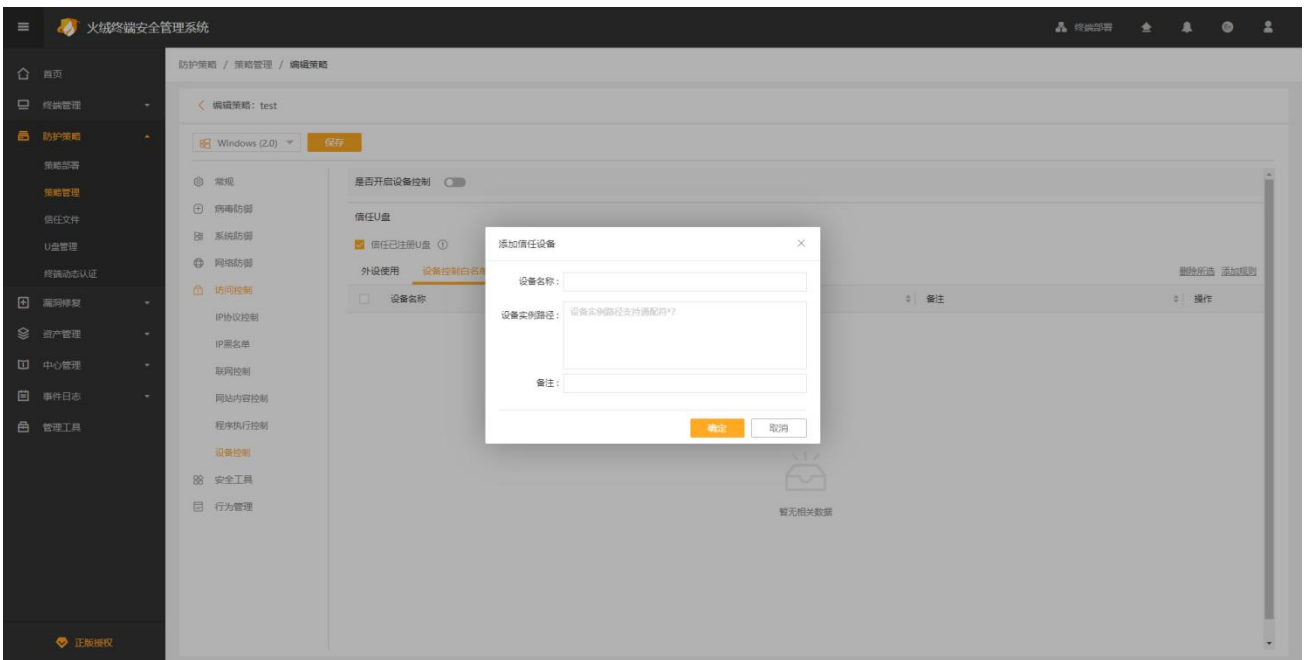 火绒终端安全管理系统
终端部署
首页
终端管理
防护策略
策略部署
策略管理
信任文件
U盘管理
终端动态认证
漏洞修复
资产管理
中心管理
事件日志
管理工具
正版授权
防护策略 / 策略管理 / 编辑策略
编辑策略：test
Windows (2.0)
保存
常规
病毒防御
系统防御
网络防御
访问控制
IP协议控制
IP黑名单
联网控制
网站内容控制
程序执行控制
设备控制
安全工具
行为管理
是否开启设备控制
信任U盘
信任已注册U盘
外设使用 设备控制白名单
删除所选 添加规则
设备名称 备注 操作
暂无相关数据
添加信任设备
设备名称：
设备实例路径： 设备实例路径支持通配符*?
备注：
确定 取消